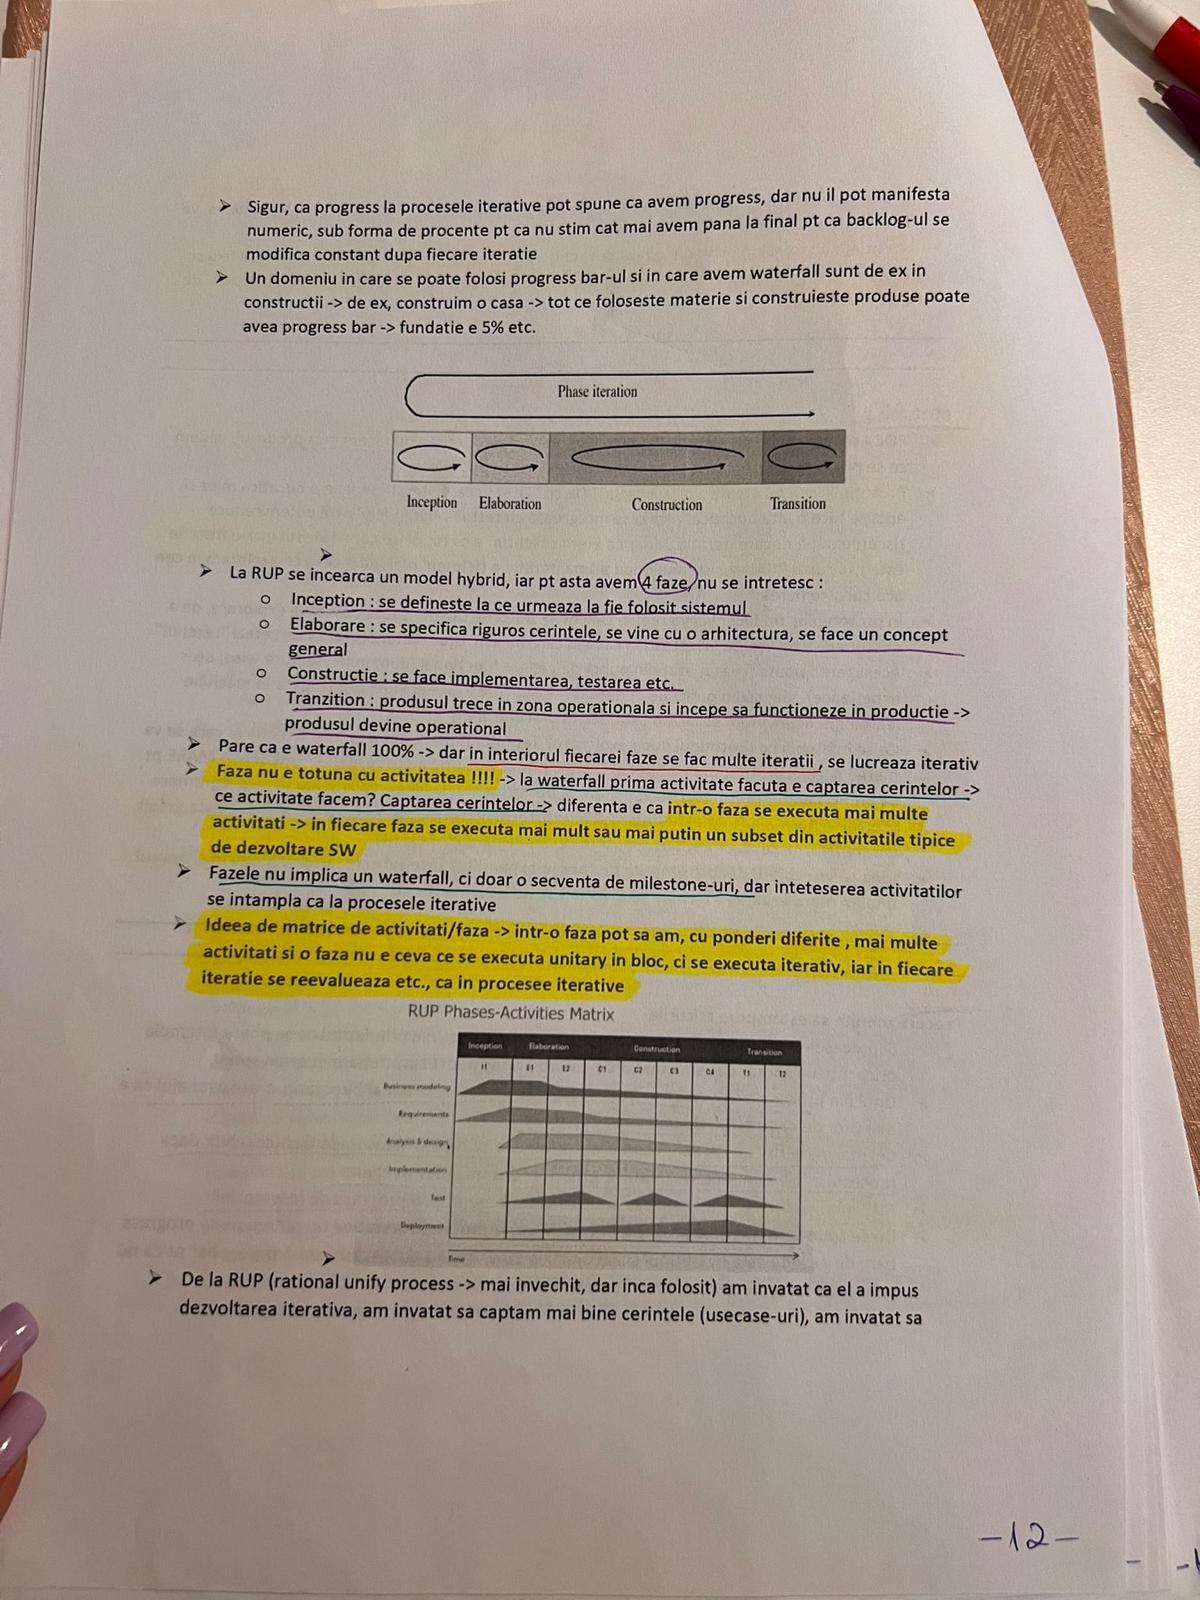 ➤ Sigur, ca progress la procesele iterative pot spune ca avem progress, dar nu il pot manifesta
numeric, sub forma de procente pt ca nu stim cat mai avem pana la final pt ca backlog-ul se
modifica constant dupa fiecare iteratie
➤ Un domeniu in care se poate folosi progress bar-ul si in care avem waterfall sunt de ex in
constructii -> de ex, construim o casa -> tot ce foloseste materie si construieste produse poate
avea progress bar -> fundatie e 5% etc.
Phase iteration
Inception Elaboration Construction Transition
➤
➤ La RUP se incearca un model hybrid, iar pt asta avem 4 faze, nu se intretesc :
o Inception : se defineste la ce urmeaza la fie folosit sistemul
o Elaborare : se specifica riguros cerintele, se vine cu o arhitectura, se face un concept
general
o Constructie : se face implementarea, testarea etc.
o Tranzition : produsul trece in zona operationala si incepe sa functioneze in productie ->
produsul devine operational
➤ Pare ca e waterfall 100% -> dar in interiorul fiecarei faze se fac multe iteratii , se lucreaza iterativ
➤ Faza nu e totuna cu activitatea !!!! -> la waterfall prima activitate facuta e captarea cerintelor ->
ce activitate facem? Captarea cerintelor -> diferenta e ca intr-o faza se executa mai multe
activitati -> in fiecare faza se executa mai mult sau mai putin un subset din activitatile tipice
de dezvoltare SW
➤ Fazele nu implica un waterfall, ci doar o secventa de milestone-uri, dar inteteserea activitatilor
se intampla ca la procesele iterative
➤ Ideea de matrice de activitati/faza -> intr-o faza pot sa am, cu ponderi diferite , mai multe
activitati si o faza nu e ceva ce se executa unitary in bloc, ci se executa iterativ, iar in fiecare
iteratie se reevalueaza etc., ca in procesee iterative
RUP Phases-Activities Matrix
Inception Elaboration Construction Transition
I1 E1 E2 C1 C2 C3 C4 T1 T2
Business modeling
Requirements
Analysis & design
Implementation
Test
Deployment
Time
➤
➤ De la RUP (rational unify process -> mai invechit, dar inca folosit) am invatat ca el a impus
dezvoltarea iterativa, am invatat sa captam mai bine cerintele (usecase-uri), am invatat sa
-12-